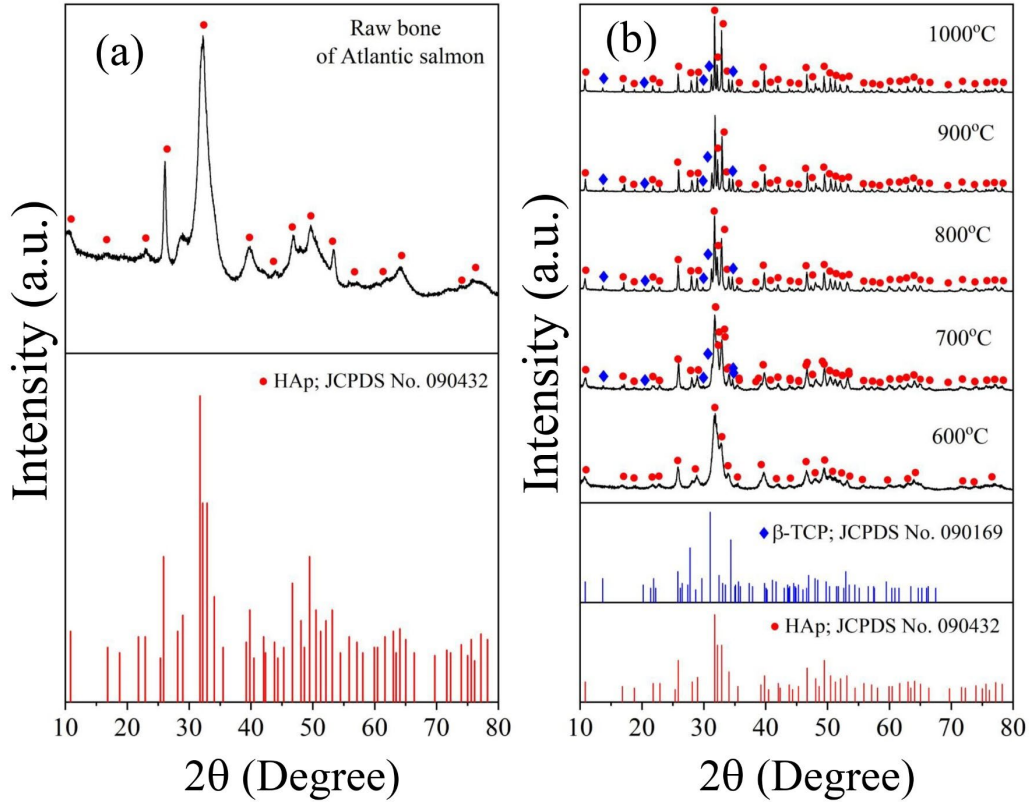 (a)
Raw bone
of Atlantic salmon
HAp; JCPDS No. 090432
Intensity (a.u.)
10 20 30 40 50 60 70 80
2θ (Degree)
(b)
1000°C
900°C
800°C
700°C
600°C
β-TCP; JCPDS No. 090169
HAp; JCPDS No. 090432
Intensity (a.u.)
10 20 30 40 50 60 70 80
2θ (Degree)